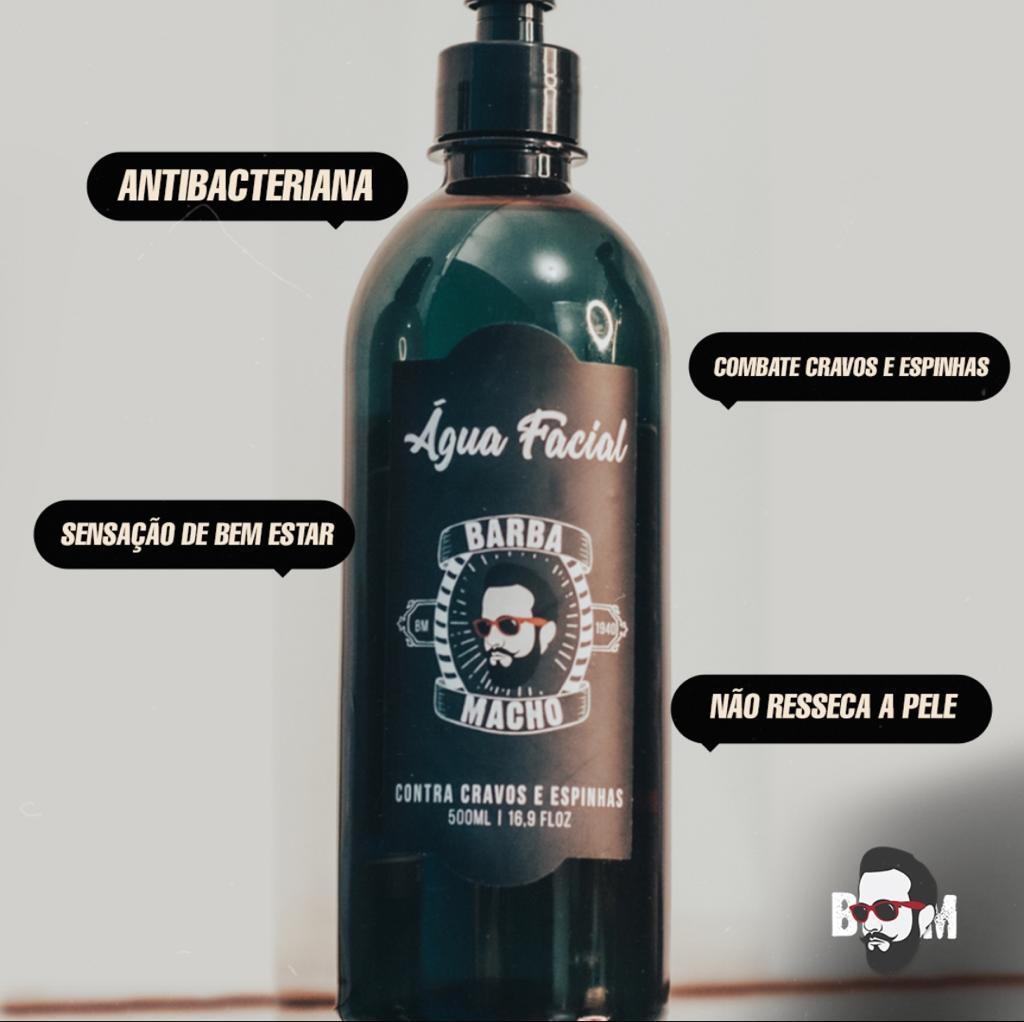 ANTIBACTERIANA
COMBATE CRAVOS E ESPINHAS
Água Facial
SENSAÇÃO DE BEM ESTAR
BARBA
BM
1940
MACHO
NÃO RESSECA A PELE
CONTRA CRAVOS E ESPINHAS
500ML | 16,9 FLOZ
B M